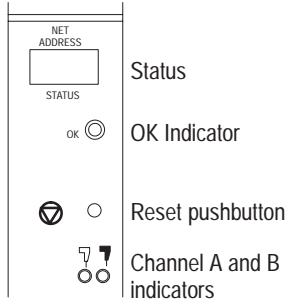 NET
ADDRESS
Status
STATUS
OK
OK Indicator
Reset pushbutton
Channel A and B
indicators